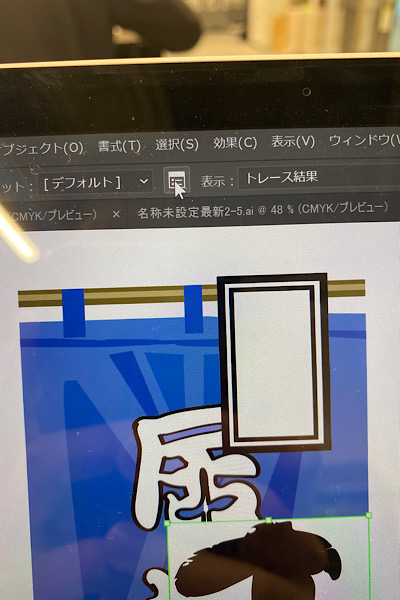 ブジェクト(O) 書式(T) 選択(S) 効果(C) 表示(V) ウィンドウ(
ット: [デフォルト] 表示: トレース結果
(CMYK/プレビュー) × 名称未設定最新2-5.ai @ 48 % (CMYK/プレビュー)
居